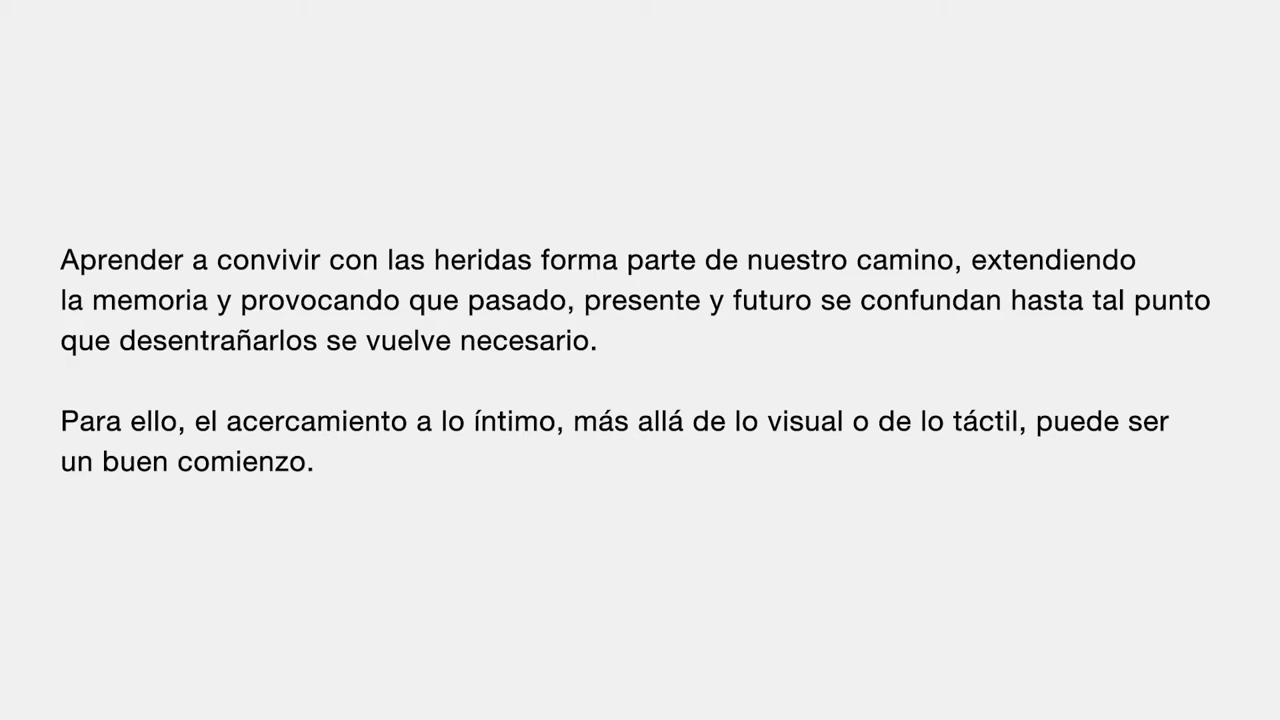 Aprender a convivir con las heridas forma parte de nuestro camino, extendiendo
la memoria y provocando que pasado, presente y futuro se confundan hasta tal punto
que desentrañarlos se vuelve necesario.
Para ello, el acercamiento a lo íntimo, más allá de lo visual o de lo táctil, puede ser
un buen comienzo.